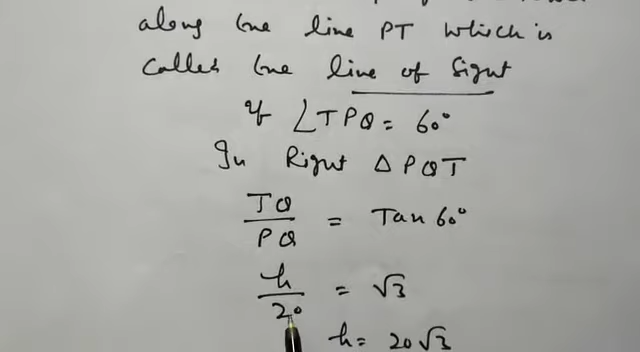 along the line PT which is
called the line of Sight
If ∠TPQ = 60°
In Right △ PQT
TQ/PQ = Tan 60°
h/20 = √3
h = 20√3